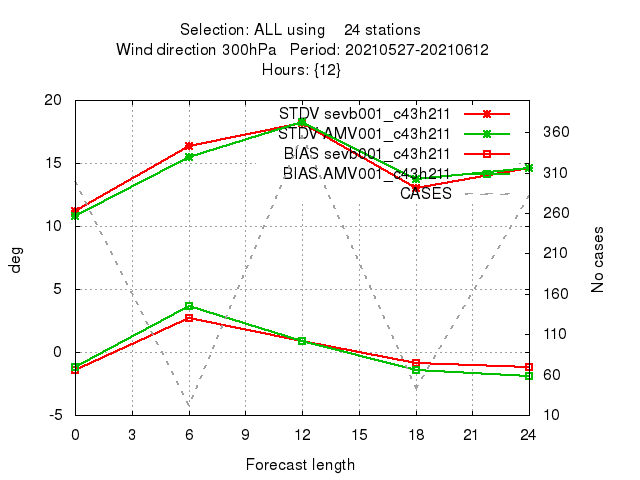 Selection: ALL using    24 stations
Wind direction 300hPa   Period: 20210527-20210612
Hours: {12}
STDV sevb001_c43h211
STDV AMV001_c43h211
BIAS sevb001_c43h211
BIAS AMV001_c43h211
CASES
20
15
10
5
0
-5
deg
360
310
260
210
160
110
60
10
No cases
0 3 6 9 12 15 18 21 24
Forecast length